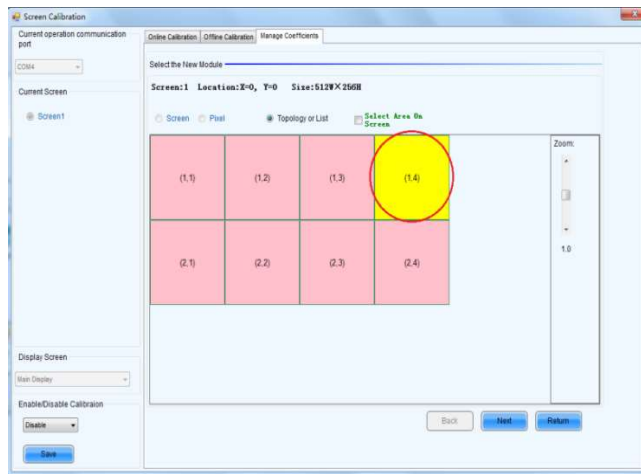 Screen Calibration
Current operation communication
port
COM4
Current Screen
Screen1
Display Screen
Main Display
Enable/Disable Calibraion
Disable
Save
Online Calibration Offline Calibration Manage Coefficients
Select the New Module
Screen:1 Location:X=0, Y=0 Size:512W×256H
Screen Pixel Topology or List Select Area On
Screen
(1,1) (1,2) (1,3) (1,4)
(2,1) (2,2) (2,3) (2,4)
Zoom:
1.0
Back Next Return